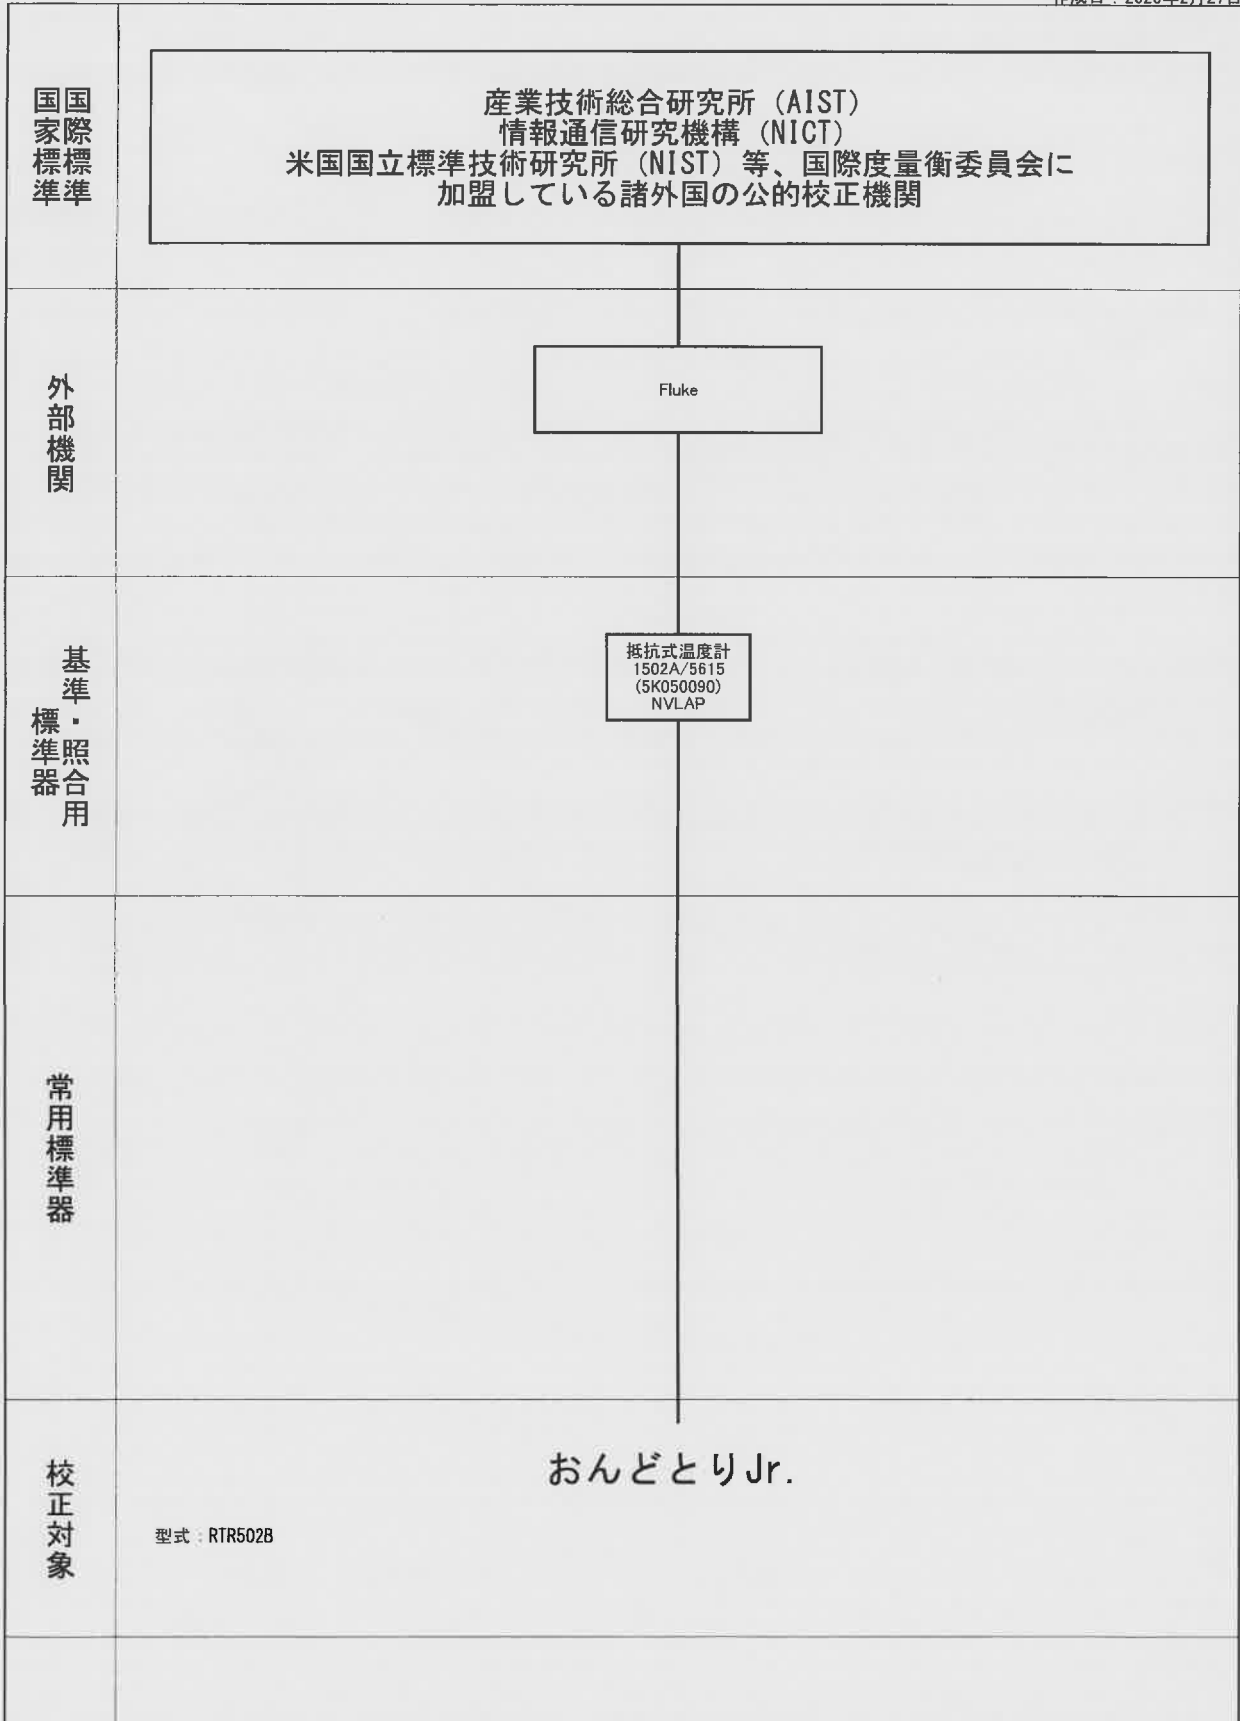 国際標準
国家標準
産業技術総合研究所 (AIST)
情報通信研究機構 (NICT)
米国国立標準技術研究所 (NIST) 等、国際度量衡委員会に
加盟している諸外国の公的校正機関
外部機関
Fluke
基準・照合用
標準器
抵抗式温度計
1502A/5615
(5K050090)
NVLAP
常用標準器
校正対象
おんどとりJr.
型式：RTR502B